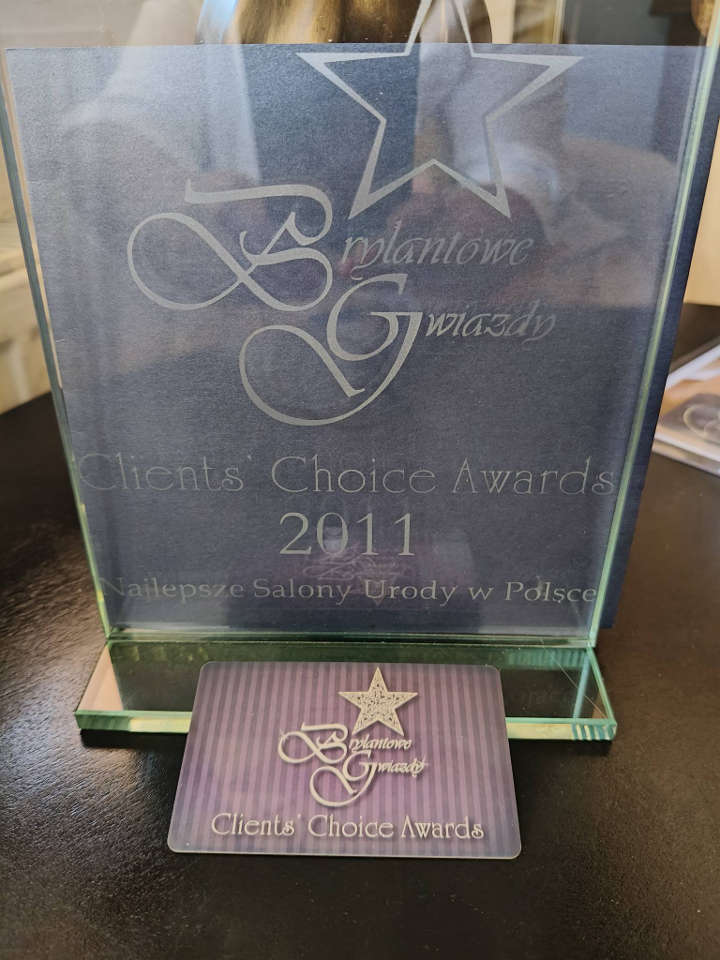 Brylantowe
Gwiazdy
Clients' Choice Awards
2011
Najlepsze Salony Urody w Polsce
Brylantowe
Gwiazdy
Clients' Choice Awards